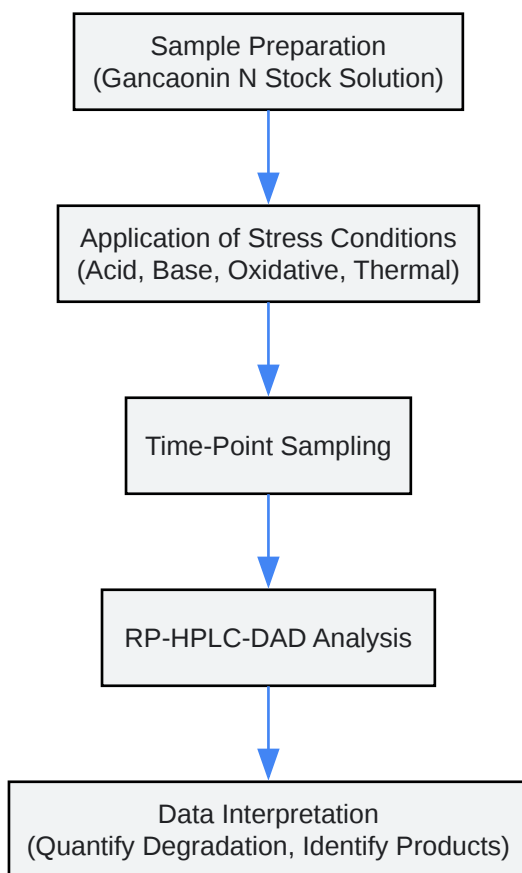 Sample Preparation
(Gancaonin N Stock Solution)
Application of Stress Conditions
(Acid, Base, Oxidative, Thermal)
Time-Point Sampling
RP-HPLC-DAD Analysis
Data Interpretation
(Quantify Degradation, Identify Products)